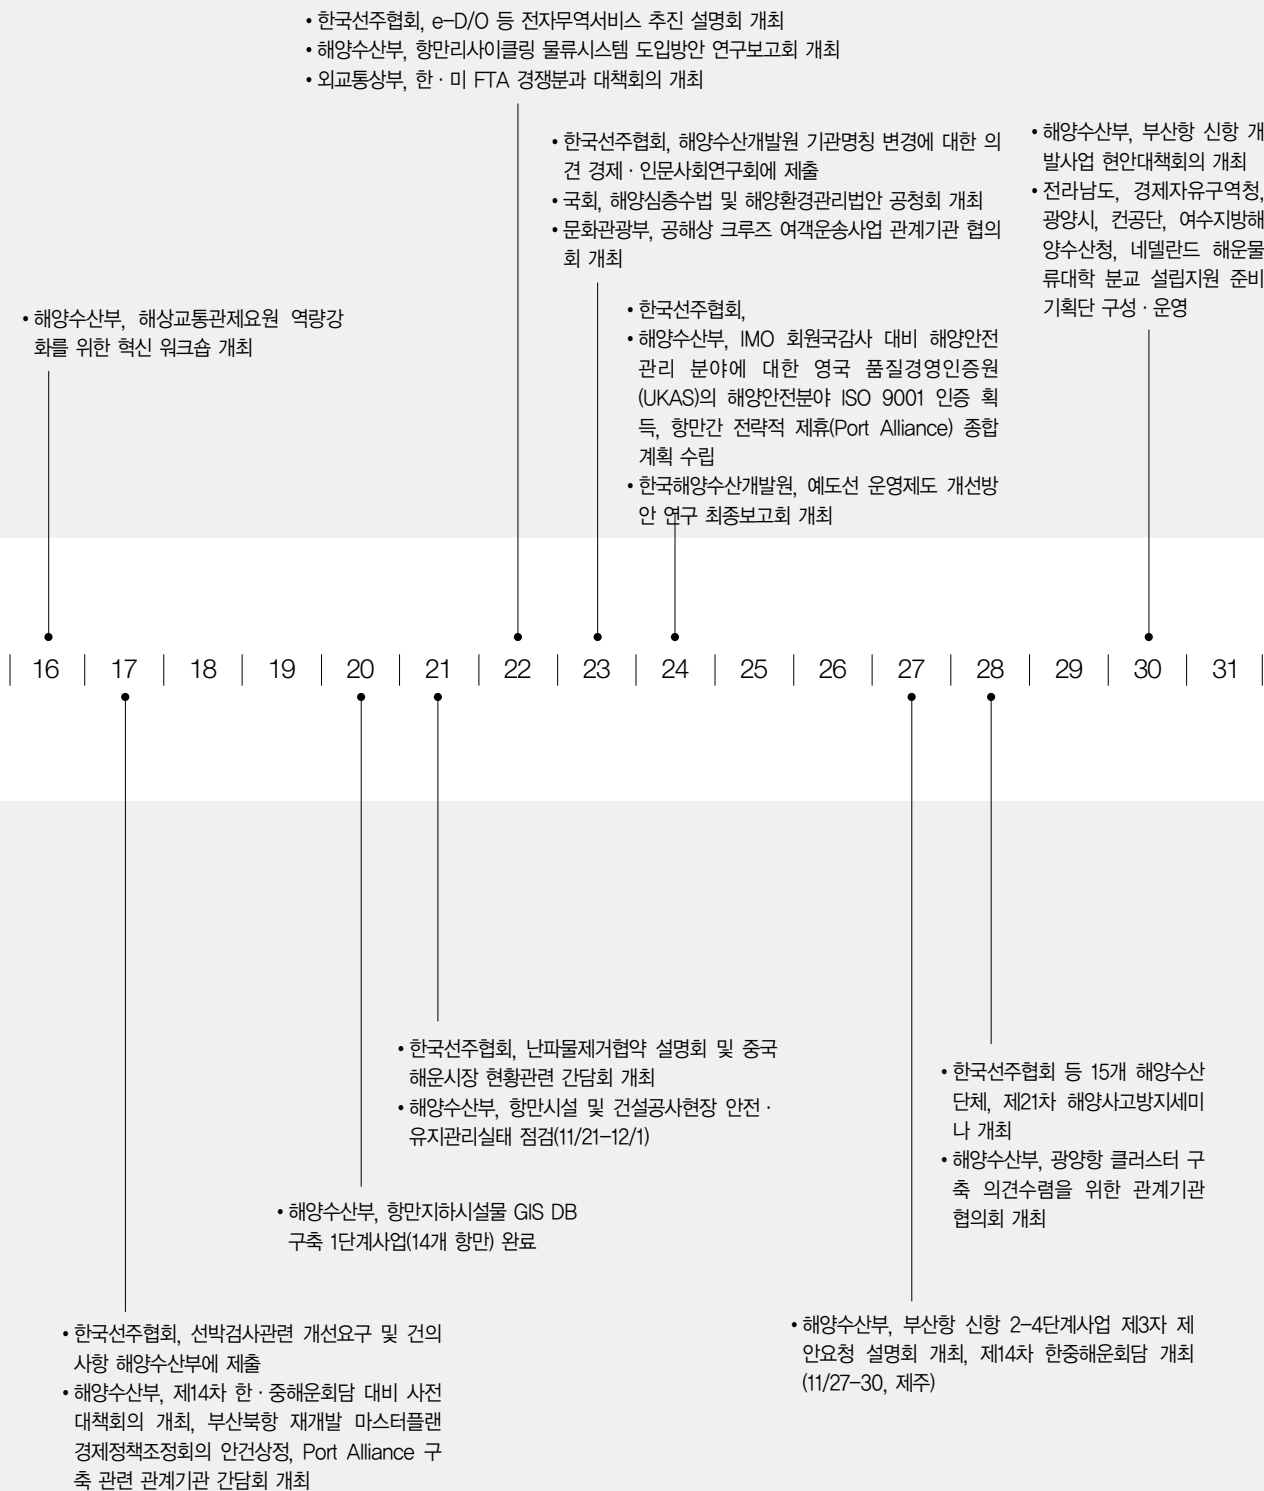 • 한국선주협회, e-D/O 등 전자무역서비스 추진 설명회 개최
• 해양수산부, 항만리사이클링 물류시스템 도입방안 연구보고회 개최
• 외교통상부, 한 · 미 FTA 경쟁분과 대책회의 개최
• 한국선주협회, 해양수산개발원 기관명칭 변경에 대한 의
견 경제 · 인문사회연구회에 제출
• 국회, 해양심층수법 및 해양환경관리법안 공청회 개최
• 문화관광부, 공해상 크루즈 여객운송사업 관계기관 협의
회 개최
• 해양수산부, 부산항 신항 개
발사업 현안대책회의 개최
• 전라남도, 경제자유구역청,
광양시, 컨공단, 여수지방해
양수산청, 네델란드 해운물
류대학 분교 설립지원 준비
기획단 구성 · 운영
• 해양수산부, 해상교통관제요원 역량강
화를 위한 혁신 워크숍 개최
• 한국선주협회,
• 해양수산부, IMO 회원국감사 대비 해양안전
관리 분야에 대한 영국 품질경영인증원
(UKAS)의 해양안전분야 ISO 9001 인증 획
득, 항만간 전략적 제휴(Port Alliance) 종합
계획 수립
• 한국해양수산개발원, 예도선 운영제도 개선방
안 연구 최종보고회 개최
16 17 18 19 20 21 22 23 24 25 26 27 28 29 30 31
• 한국선주협회, 난파물제거협약 설명회 및 중국
해운시장 현황관련 간담회 개최
• 해양수산부, 항만시설 및 건설공사현장 안전 ·
유지관리실태 점검(11/21-12/1)
• 한국선주협회 등 15개 해양수산
단체, 제21차 해양사고방지세미
나 개최
• 해양수산부, 광양항 클러스터 구
축 의견수렴을 위한 관계기관
협의회 개최
• 해양수산부, 항만지하시설물 GIS DB
구축 1단계사업(14개 항만) 완료
• 한국선주협회, 선박검사관련 개선요구 및 건의
사항 해양수산부에 제출
• 해양수산부, 제14차 한 · 중해운회담 대비 사전
대책회의 개최, 부산북항 재개발 마스터플랜
경제정책조정회의 안건상정, Port Alliance 구
축 관련 관계기관 간담회 개최
• 해양수산부, 부산항 신항 2-4단계사업 제3자 제
안요청 설명회 개최, 제14차 한중해운회담 개최
(11/27-30, 제주)